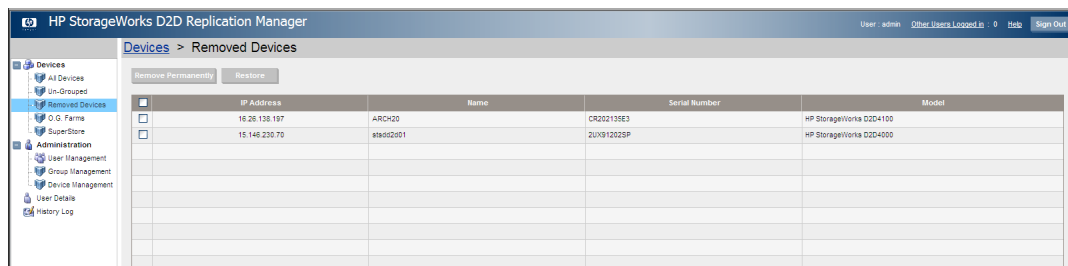 HP StorageWorks D2D Replication Manager
User : admin Other Users Logged in : 0 Help Sign Out
Devices > Removed Devices
Devices
All Devices
Un-Grouped
Removed Devices
O.G. Farms
SuperStore
Administration
User Management
Group Management
Device Management
User Details
History Log
Remove Permanently Restore
IP Address Name Serial Number Model
16.26.138.197 ARCH20 CR202135E3 HP StorageWorks D2D4100
15.146.230.70 stadd2d01 2UX91202SP HP StorageWorks D2D4000